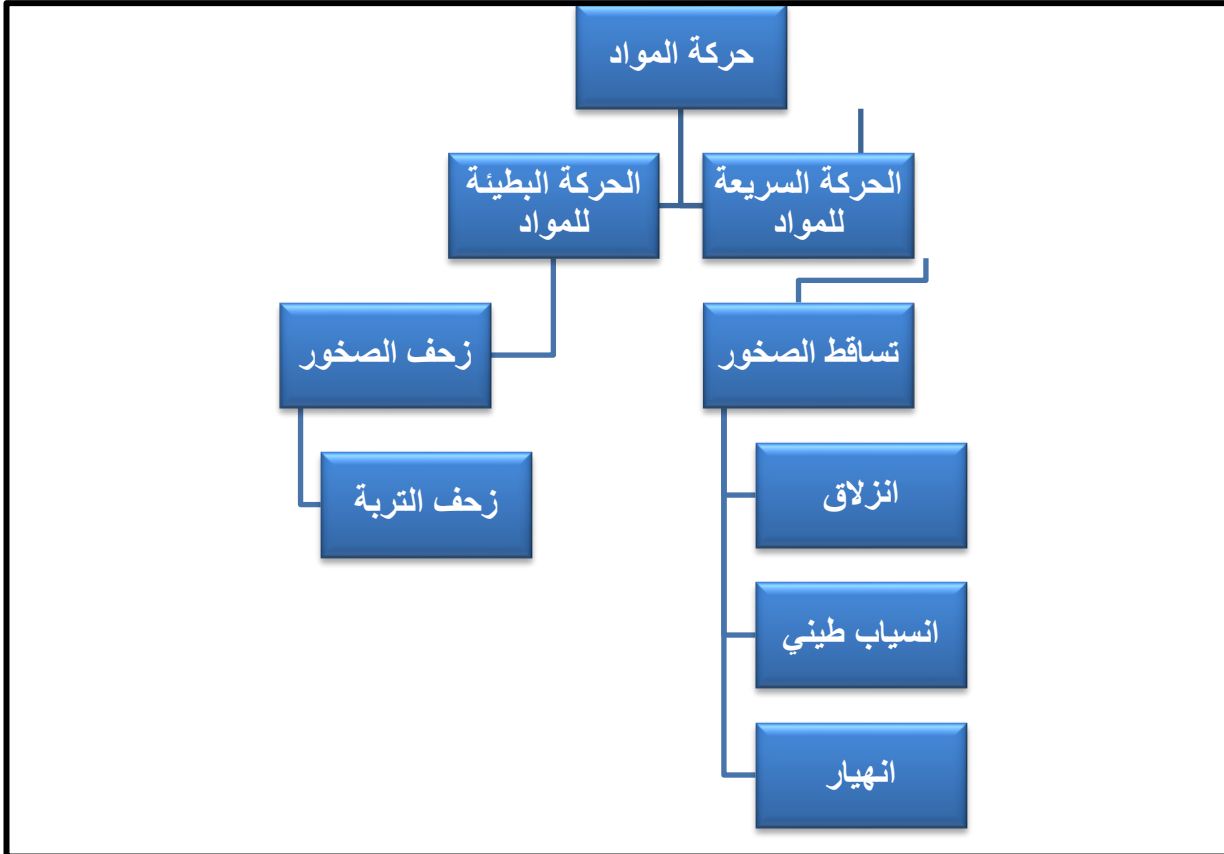 حركة المواد
الحركة السريعة
للمواد
الحركة البطيئة
للمواد
تساقط الصخور
زحف الصخور
انزلاق
زحف التربة
انسياب طيني
انهيار